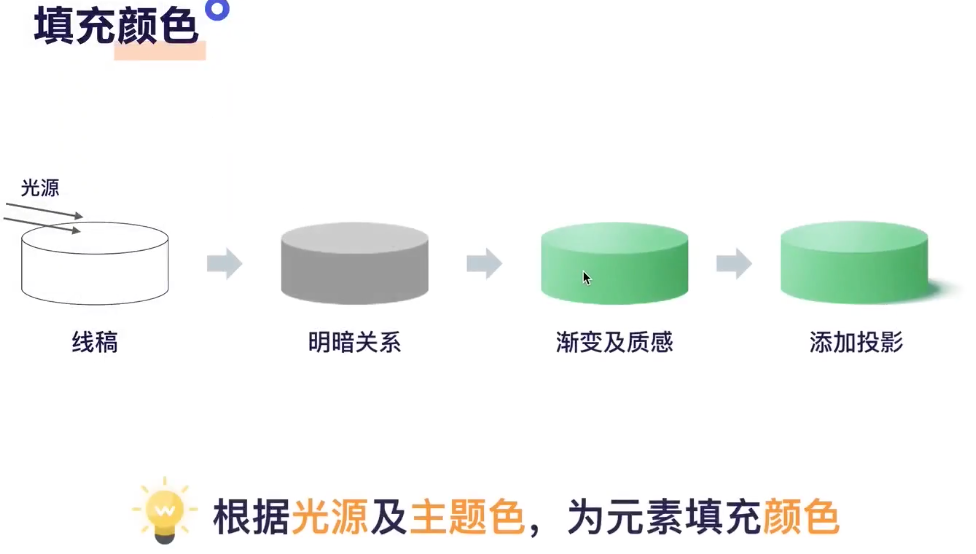 填充颜色
光源
线稿
明暗关系
渐变及质感
添加投影
根据光源及主题色，为元素填充颜色